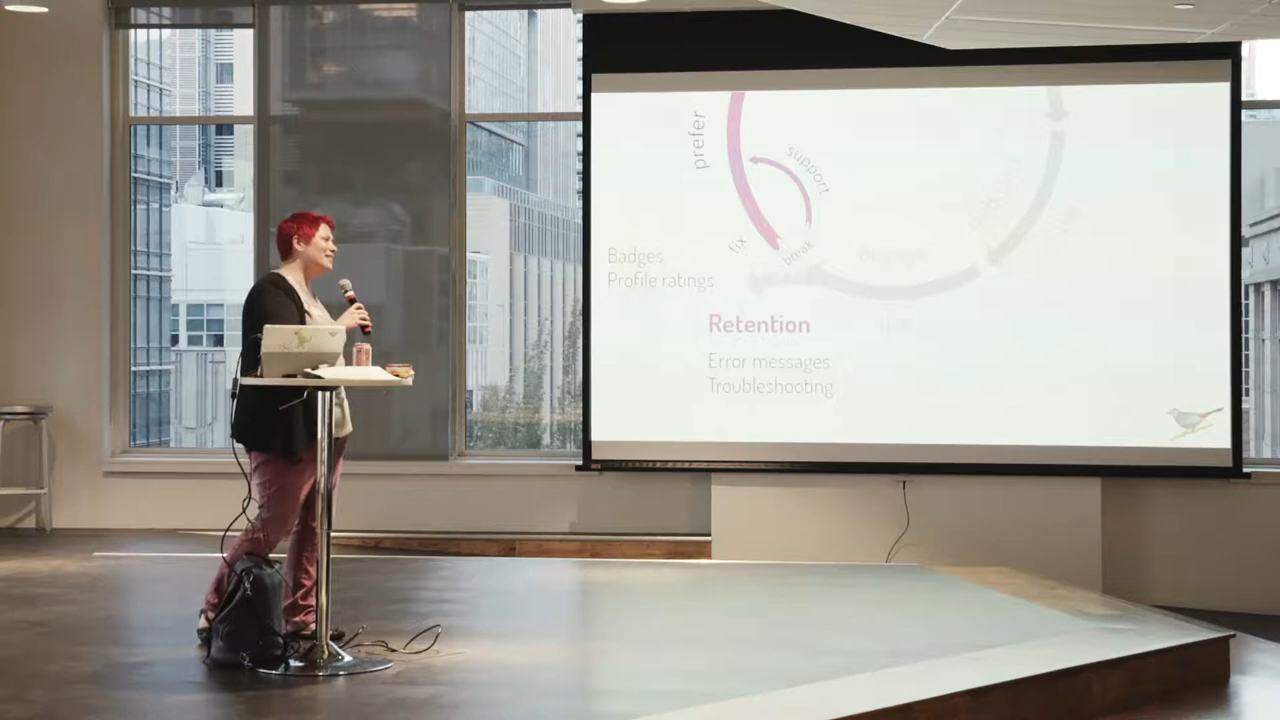 prefer
support
fix
break
Badges
Profile ratings
Retention
Error messages
Troubleshooting